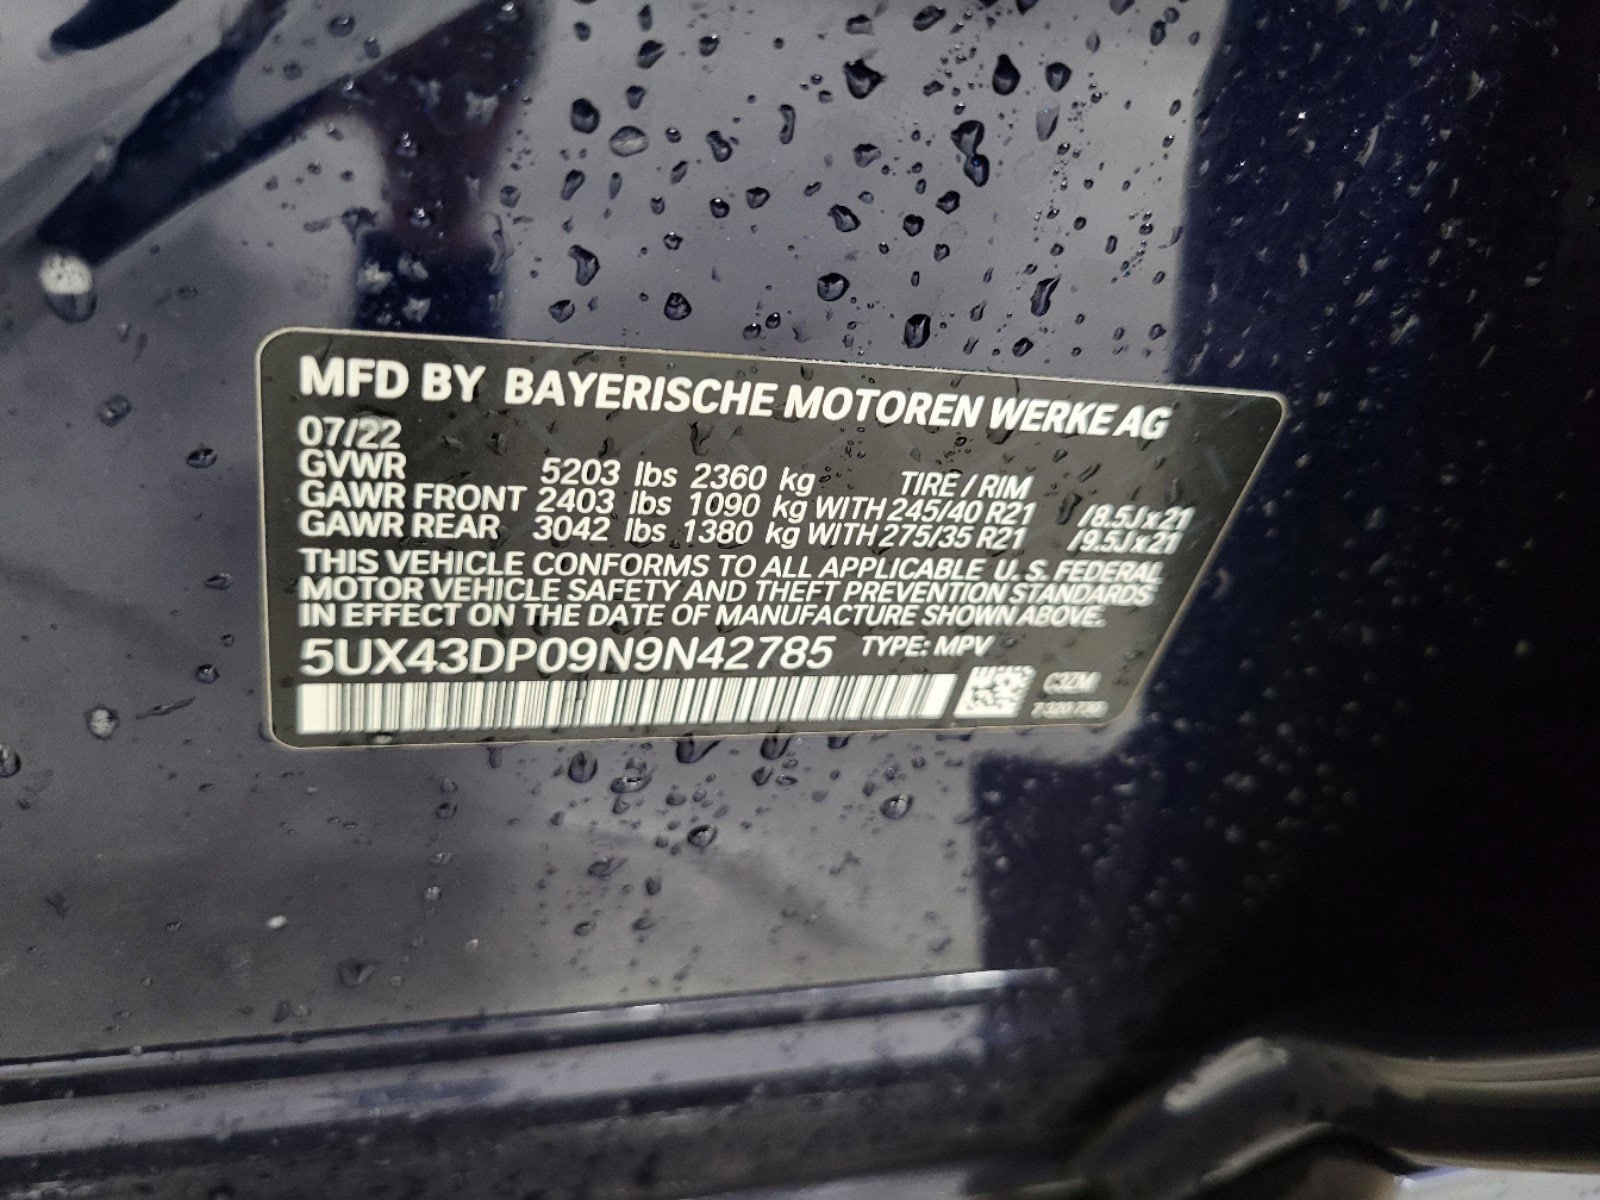 MFD BY BAYERISCHE MOTOREN WERKE AG
07/22
GVWR 5203 lbs 2360 kg TIRE / RIM
GAWR FRONT 2403 lbs 1090 kg WITH 245/40 R21 /8.5J x 21
GAWR REAR 3042 lbs 1380 kg WITH 275/35 R21 /9.5J x 21
THIS VEHICLE CONFORMS TO ALL APPLICABLE U. S. FEDERAL
MOTOR VEHICLE SAFETY AND THEFT PREVENTION STANDARDS
IN EFFECT ON THE DATE OF MANUFACTURE SHOWN ABOVE.
5UX43DP09N9N42785 TYPE: MPV
C3ZM